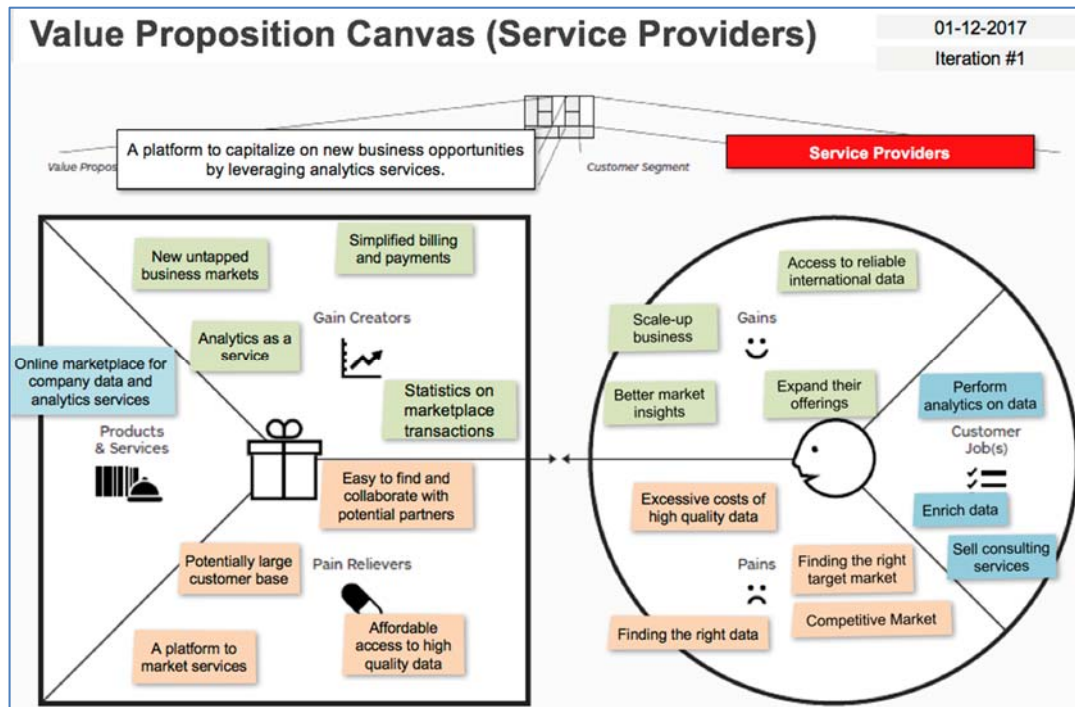 Value Proposition Canvas (Service Providers)
01-12-2017
Iteration #1
A platform to capitalize on new business opportunities
by leveraging analytics services.
Value Propos
Customer Segment
Service Providers
New untapped
business markets
Simplified billing
and payments
Gain Creators
Analytics as a
service
Online marketplace for
company data and
analytics services
Statistics on
marketplace
transactions
Products
& Services
Easy to find and
collaborate with
potential partners
Potentially large
customer base
Pain Relievers
A platform to
market services
Affordable
access to high
quality data
Access to reliable
international data
Scale-up
business
Gains
Better market
insights
Expand their
offerings
Perform
analytics on data
Customer
Job(s)
Excessive costs of
high quality data
Enrich data
Sell consulting
services
Pains
Finding the right
target market
Finding the right data
Competitive Market